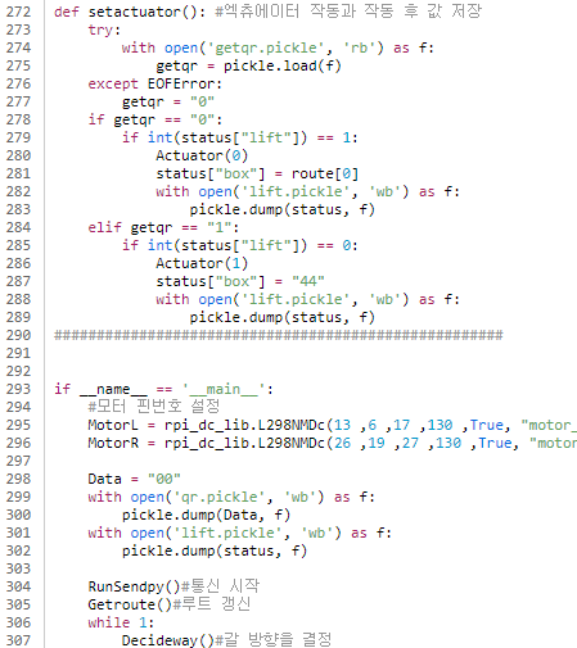 272 def setactuator(): #엑츄에이터 작동과 작동 후 값 저장
273     try:
274         with open('getqr.pickle', 'rb') as f:
275             getqr = pickle.load(f)
276     except EOFError:
277         getqr = "0"
278     if getqr == "0":
279         if int(status["lift"]) == 1:
280             Actuator(0)
281             status["box"] = route[0]
282             with open('lift.pickle', 'wb') as f:
283                 pickle.dump(status, f)
284     elif getqr == "1":
285         if int(status["lift"]) == 0:
286             Actuator(1)
287             status["box"] = "44"
288             with open('lift.pickle', 'wb') as f:
289                 pickle.dump(status, f)
290 #####################################################
291
292
293 if __name__ == '__main__':
294     #모터 핀번호 설정
295     MotorL = rpi_dc_lib.L298NMDc(13 ,6 ,17 ,130 ,True, "motor_
296     MotorR = rpi_dc_lib.L298NMDc(26 ,19 ,27 ,130 ,True, "motor
297
298     Data = "00"
299     with open('qr.pickle', 'wb') as f:
300         pickle.dump(Data, f)
301     with open('lift.pickle', 'wb') as f:
302         pickle.dump(status, f)
303
304     RunSendpy()#통신 시작
305     Getroute()#루트 갱신
306     while 1:
307         Decideway()#갈 방향을 결정